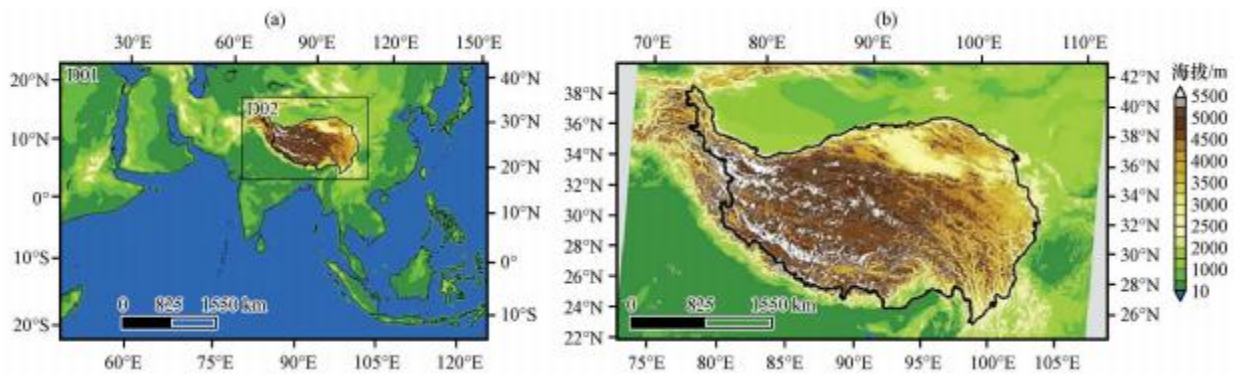 (a)
30°E 60°E 90°E 120°E 150°E
D01
D02
20°N
10°N
0°
10°S
20°S
40°N
30°N
20°N
10°N
0°
10°S
0 825 1550 km
60°E 75°E 90°E 105°E 120°E
(b)
70°E 80°E 90°E 100°E 110°E
38°N
36°N
34°N
32°N
30°N
28°N
26°N
24°N
22°N
42°N
40°N
38°N
36°N
34°N
32°N
30°N
28°N
26°N
0 825 1550 km
75°E 80°E 85°E 90°E 95°E 100°E 105°E
海拔/m
5500
5000
4500
4000
3500
3000
2500
2000
1000
10